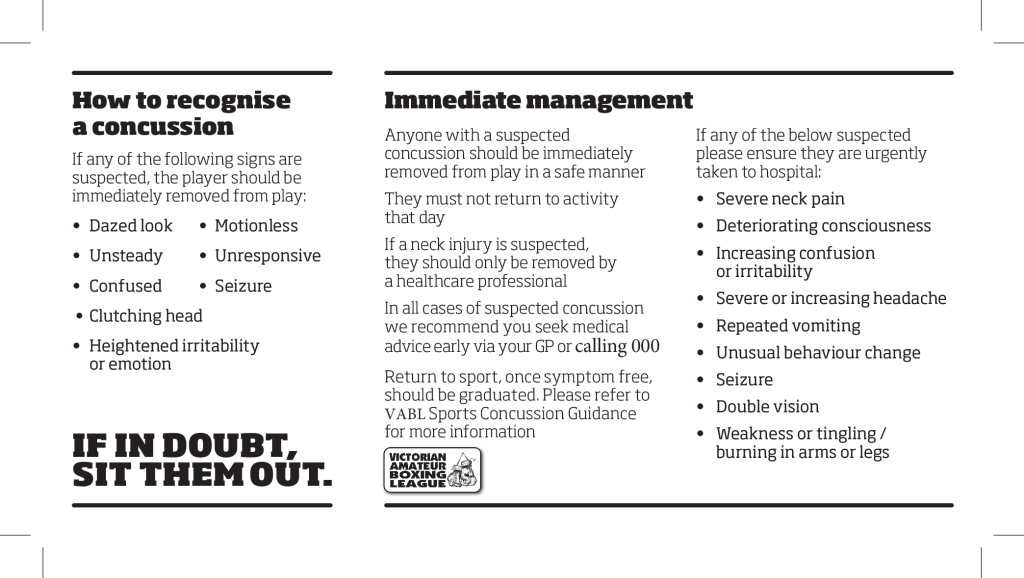 How to recognise
a concussion
If any of the following signs are
suspected, the player should be
immediately removed from play:
• Dazed look
• Motionless
• Unsteady
• Unresponsive
• Confused
• Seizure
• Clutching head
• Heightened irritability
or emotion
IF IN DOUBT,
SIT THEM OUT.
Immediate management
Anyone with a suspected
concussion should be immediately
removed from play in a safe manner
They must not return to activity
that day
If a neck injury is suspected,
they should only be removed by
a healthcare professional
In all cases of suspected concussion
we recommend you seek medical
advice early via your GP or calling 000
Return to sport, once symptom free,
should be graduated. Please refer to
VABL Sports Concussion Guidance
for more information
VICTORIAN
AMATEUR
BOXING
LEAGUE
If any of the below suspected
please ensure they are urgently
taken to hospital:
• Severe neck pain
• Deteriorating consciousness
• Increasing confusion
or irritability
• Severe or increasing headache
• Repeated vomiting
• Unusual behaviour change
• Seizure
• Double vision
• Weakness or tingling /
burning in arms or legs